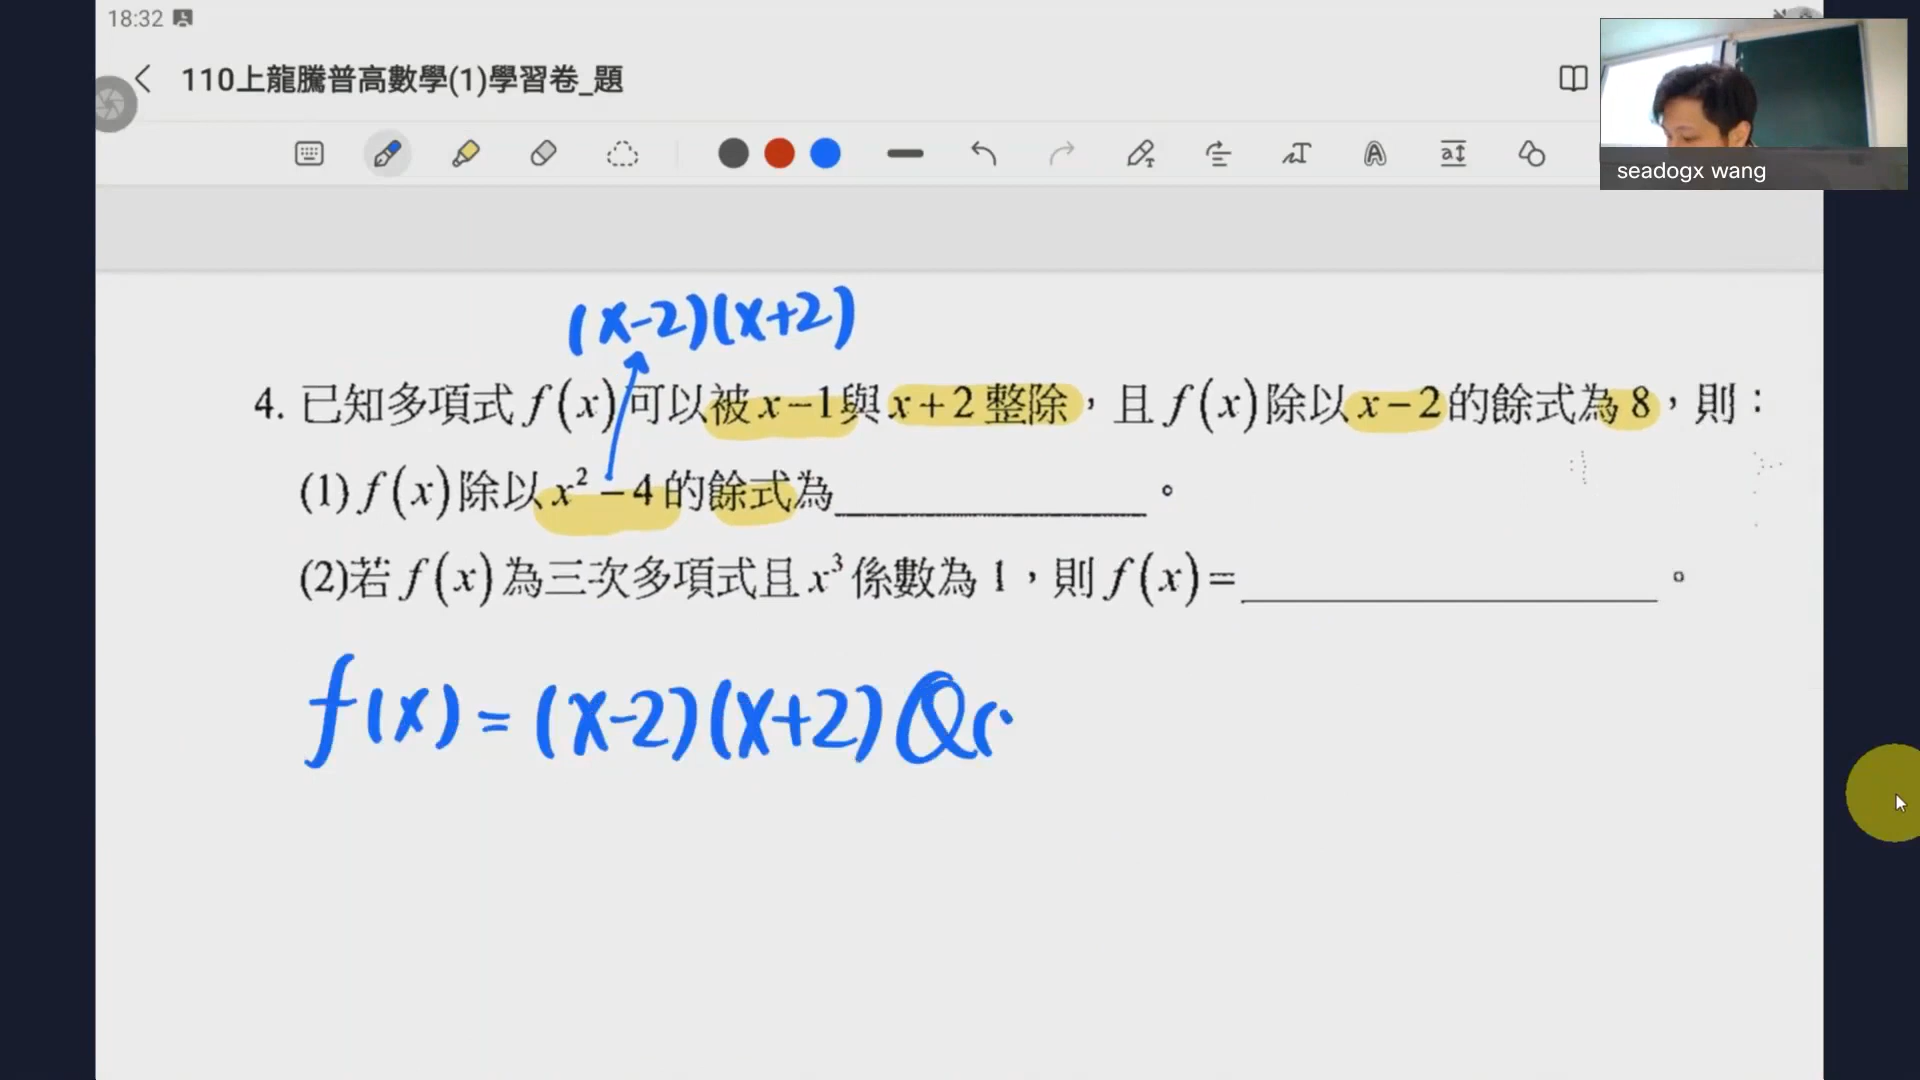 18:32
110上龍騰普高數學(1)學習卷_題
seadogx wang
(x-2)(x+2)
4. 已知多項式 f(x) 可以被 x−1與 x+2 整除，且 f(x) 除以 x−2 的餘式為 8，則：
(1) f(x) 除以 x²−4 的餘式為＿＿＿＿＿＿。
(2)若 f(x) 為三次多項式且 x³ 係數為 1，則 f(x)=＿＿＿＿＿＿＿＿。
f(x) = (x-2)(x+2) Q(